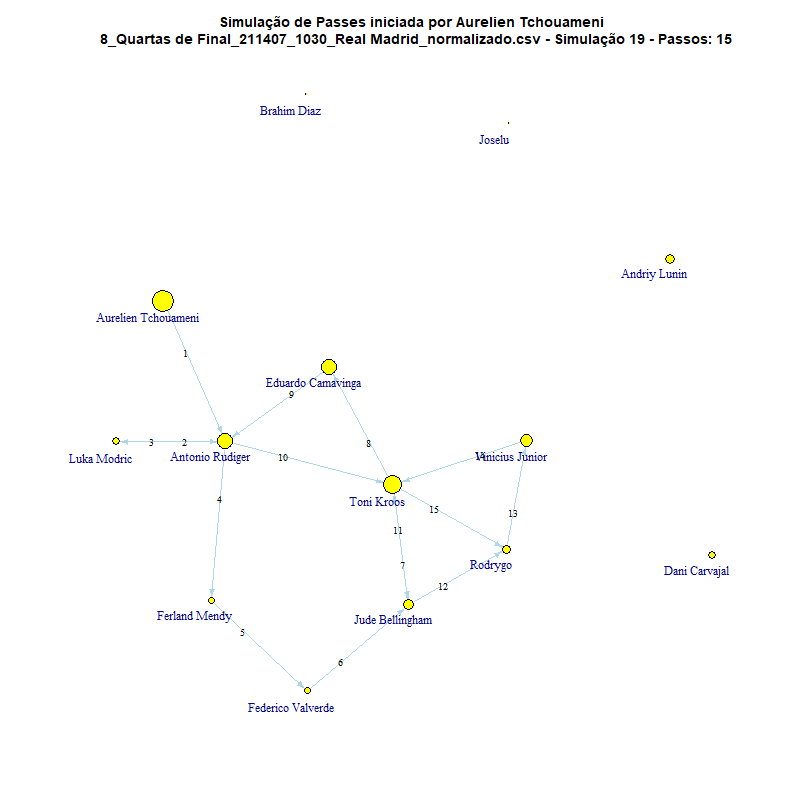 Simulação de Passes iniciada por Aurelien Tchouameni
8_Quartas de Final_211407_1030_Real Madrid_normalizado.csv - Simulação 19 - Passos: 15
Brahim Diaz
Joselu
Andriy Lunin
Aurelien Tchouameni
1
Eduardo Camavinga
9
3
2
8
Luka Modric
Antonio Rudiger
10
14
Vinicius Junior
4
Toni Kroos
15
13
11
Rodrygo
7
Dani Carvajal
12
Ferland Mendy
Jude Bellingham
5
6
Federico Valverde